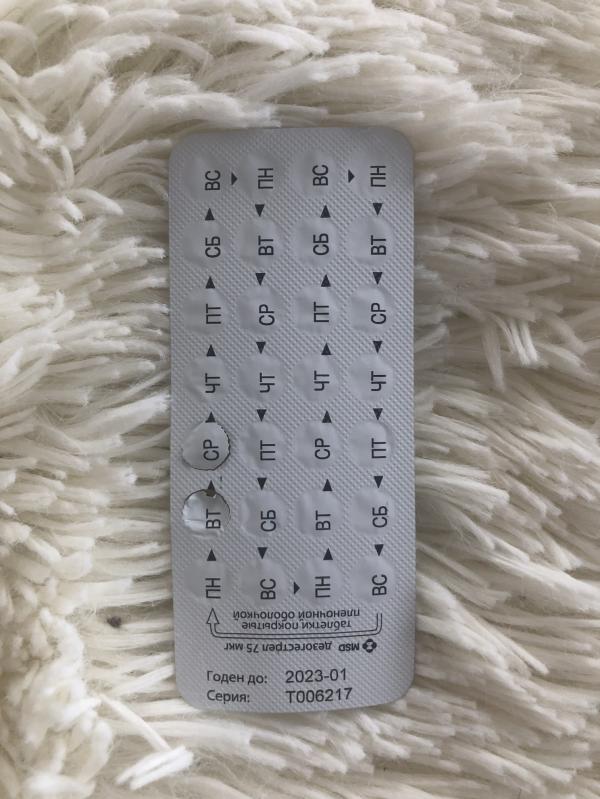 ВС ПН ВС ПН
СБ ВТ СБ ВТ
ПТ СР ПТ СР
ЧТ ЧТ ЧТ ЧТ
СР ПТ СР ПТ
ВТ СБ ВТ СБ
ПН ВС ПН ВС
MSD дезогестрел 75 мкг
таблетки покрытые
пленочной оболочкой
Годен до: 2023-01
Серия: T006217